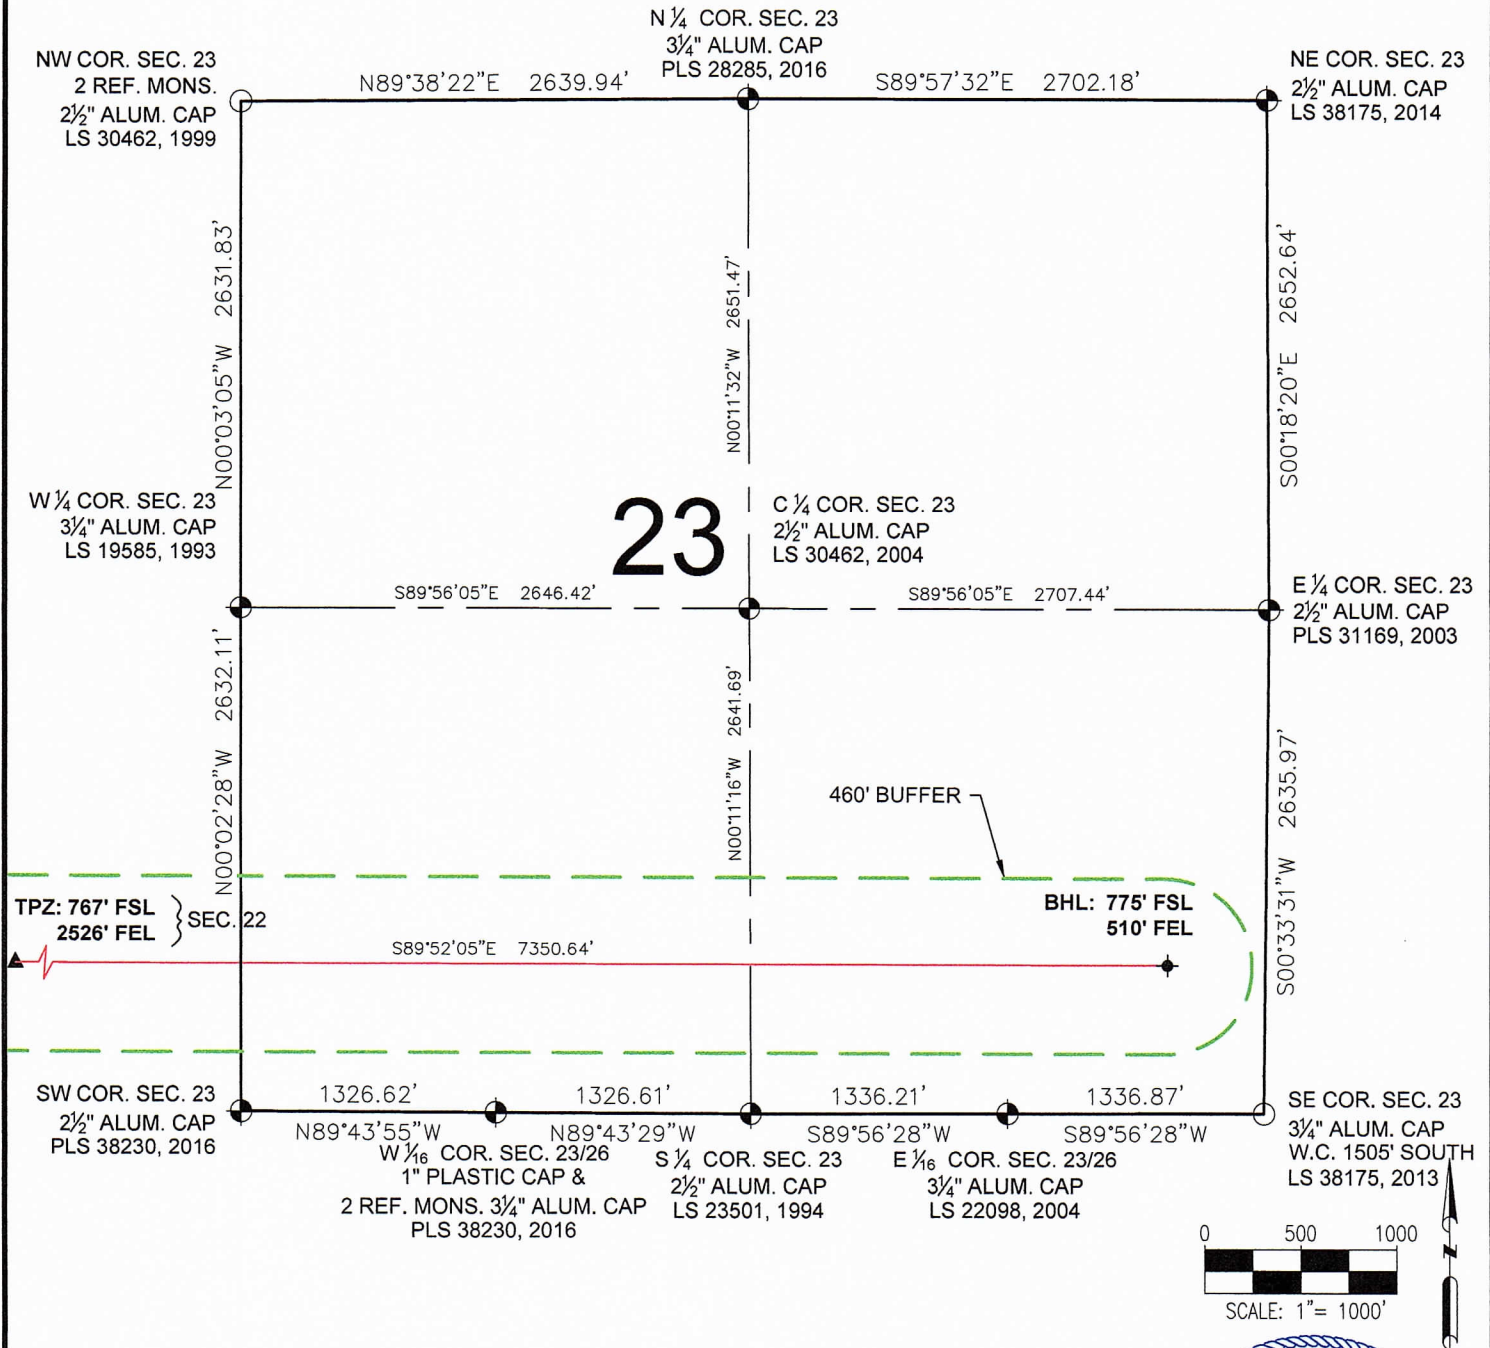 N ¼ COR. SEC. 23
3¼" ALUM. CAP
PLS 28285, 2016
NW COR. SEC. 23
2 REF. MONS.
2½" ALUM. CAP
LS 30462, 1999
N89°38'22"E 2639.94'
S89°57'32"E 2702.18'
NE COR. SEC. 23
2½" ALUM. CAP
LS 38175, 2014
N00°03'05"W 2631.83'
N00°11'32"W 2651.47'
S00°18'20"E 2652.64'
W ¼ COR. SEC. 23
3¼" ALUM. CAP
LS 19585, 1993
23
C ¼ COR. SEC. 23
2½" ALUM. CAP
LS 30462, 2004
S89°56'05"E 2646.42'
S89°56'05"E 2707.44'
E ¼ COR. SEC. 23
2½" ALUM. CAP
PLS 31169, 2003
N00°02'28"W 2632.11'
N00°11'16"W 2641.69'
S00°33'31"W 2635.97'
460' BUFFER
TPZ: 767' FSL
2526' FEL
SEC. 22
BHL: 775' FSL
510' FEL
S89°52'05"E 7350.64'
SW COR. SEC. 23
2½" ALUM. CAP
PLS 38230, 2016
1326.62'
N89°43'55"W
1326.61'
N89°43'29"W
1336.21'
S89°56'28"W
1336.87'
S89°56'28"W
W 1/16 COR. SEC. 23/26
1" PLASTIC CAP &
2 REF. MONS. 3¼" ALUM. CAP
PLS 38230, 2016
S ¼ COR. SEC. 23
2½" ALUM. CAP
LS 23501, 1994
E 1/16 COR. SEC. 23/26
3¼" ALUM. CAP
LS 22098, 2004
SE COR. SEC. 23
3¼" ALUM. CAP
W.C. 1505' SOUTH
LS 38175, 2013
0 500 1000
SCALE: 1"= 1000'
N